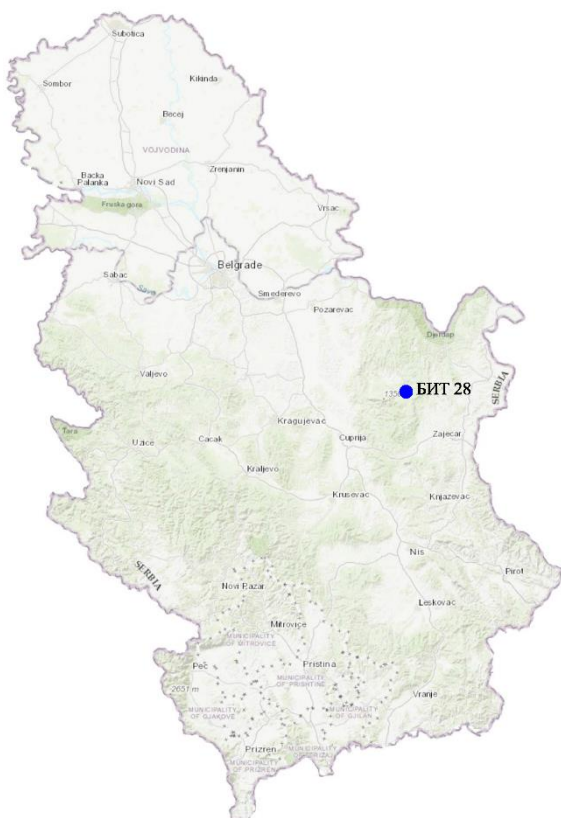 Subotica
Sombor
Kikinda
Becej
VOJVODINA
Zrenjanin
Backa
Palanka
Novi Sad
Fruska gora
Vrsac
Belgrade
Sabac
Sava
Smederevo
Pozarevac
Djerdap
БИТ 28
SERBIA
Valjevo
Kragujevac
Zajecar
Tara
Uzice
Cacak
Cuprija
Kraljevo
Krusevac
Knjazevac
Nis
Pirot
SERBIA
Novi Pazar
Leskovac
Mitrovice
MUNICIPALITY
OF MITROVICE
Peć
Pristina
MUNICIPALITY
OF PRISHTINE
2651 m
Vranje
MUNICIPALITY
OF GJAKOVE
MUNICIPALITY
OF GJILAN
Prizren
MUNICIPALITY
OF PRIZREN